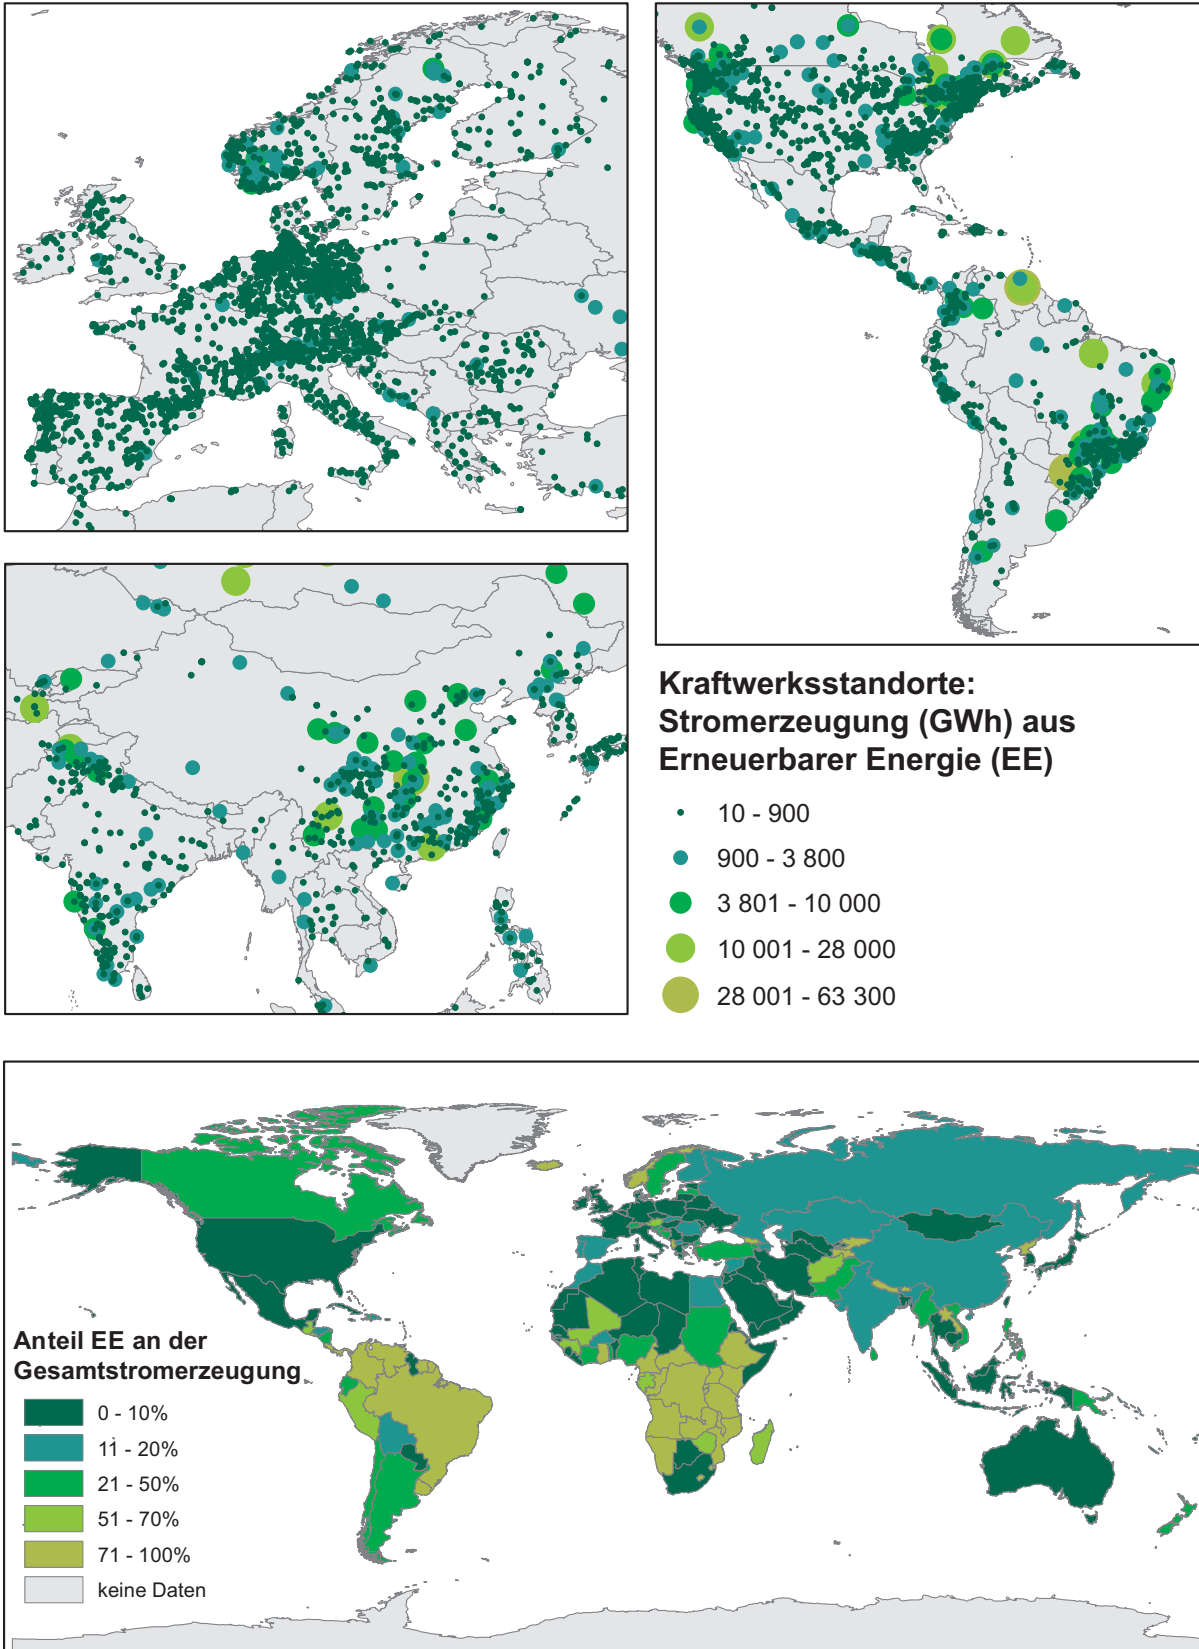 Kraftwerksstandorte:
Stromerzeugung (GWh) aus
Erneuerbarer Energie (EE)
10 - 900
900 - 3 800
3 801 - 10 000
10 001 - 28 000
28 001 - 63 300
Anteil EE an der
Gesamtstromerzeugung
0 - 10%
11 - 20%
21 - 50%
51 - 70%
71 - 100%
keine Daten